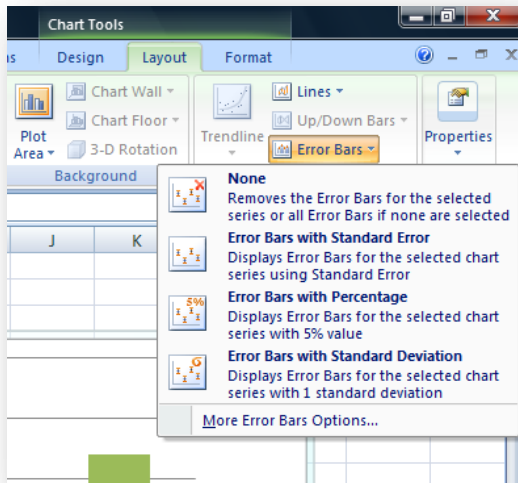 Chart Tools
Design Layout Format
Chart Wall
Chart Floor
3-D Rotation
Plot
Area
Trendline
Lines
Up/Down Bars
Error Bars
Properties
Background
J K
None
Removes the Error Bars for the selected
series or all Error Bars if none are selected
Error Bars with Standard Error
Displays Error Bars for the selected chart
series using Standard Error
5%
Error Bars with Percentage
Displays Error Bars for the selected chart
series with 5% value
σ
Error Bars with Standard Deviation
Displays Error Bars for the selected chart
series with 1 standard deviation
More Error Bars Options...